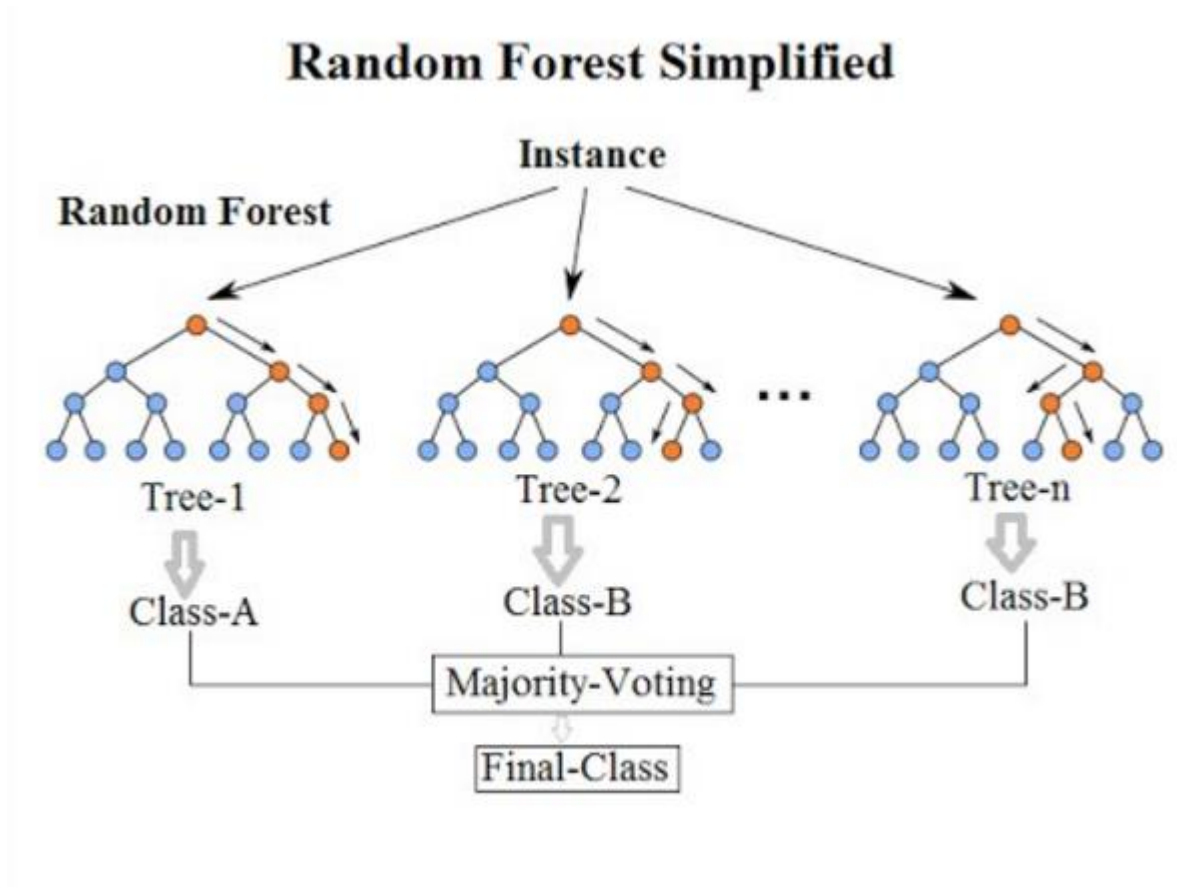 Random Forest Simplified
Instance
Random Forest
...
Tree-1
Tree-2
Tree-n
Class-A
Class-B
Class-B
Majority-Voting
Final-Class